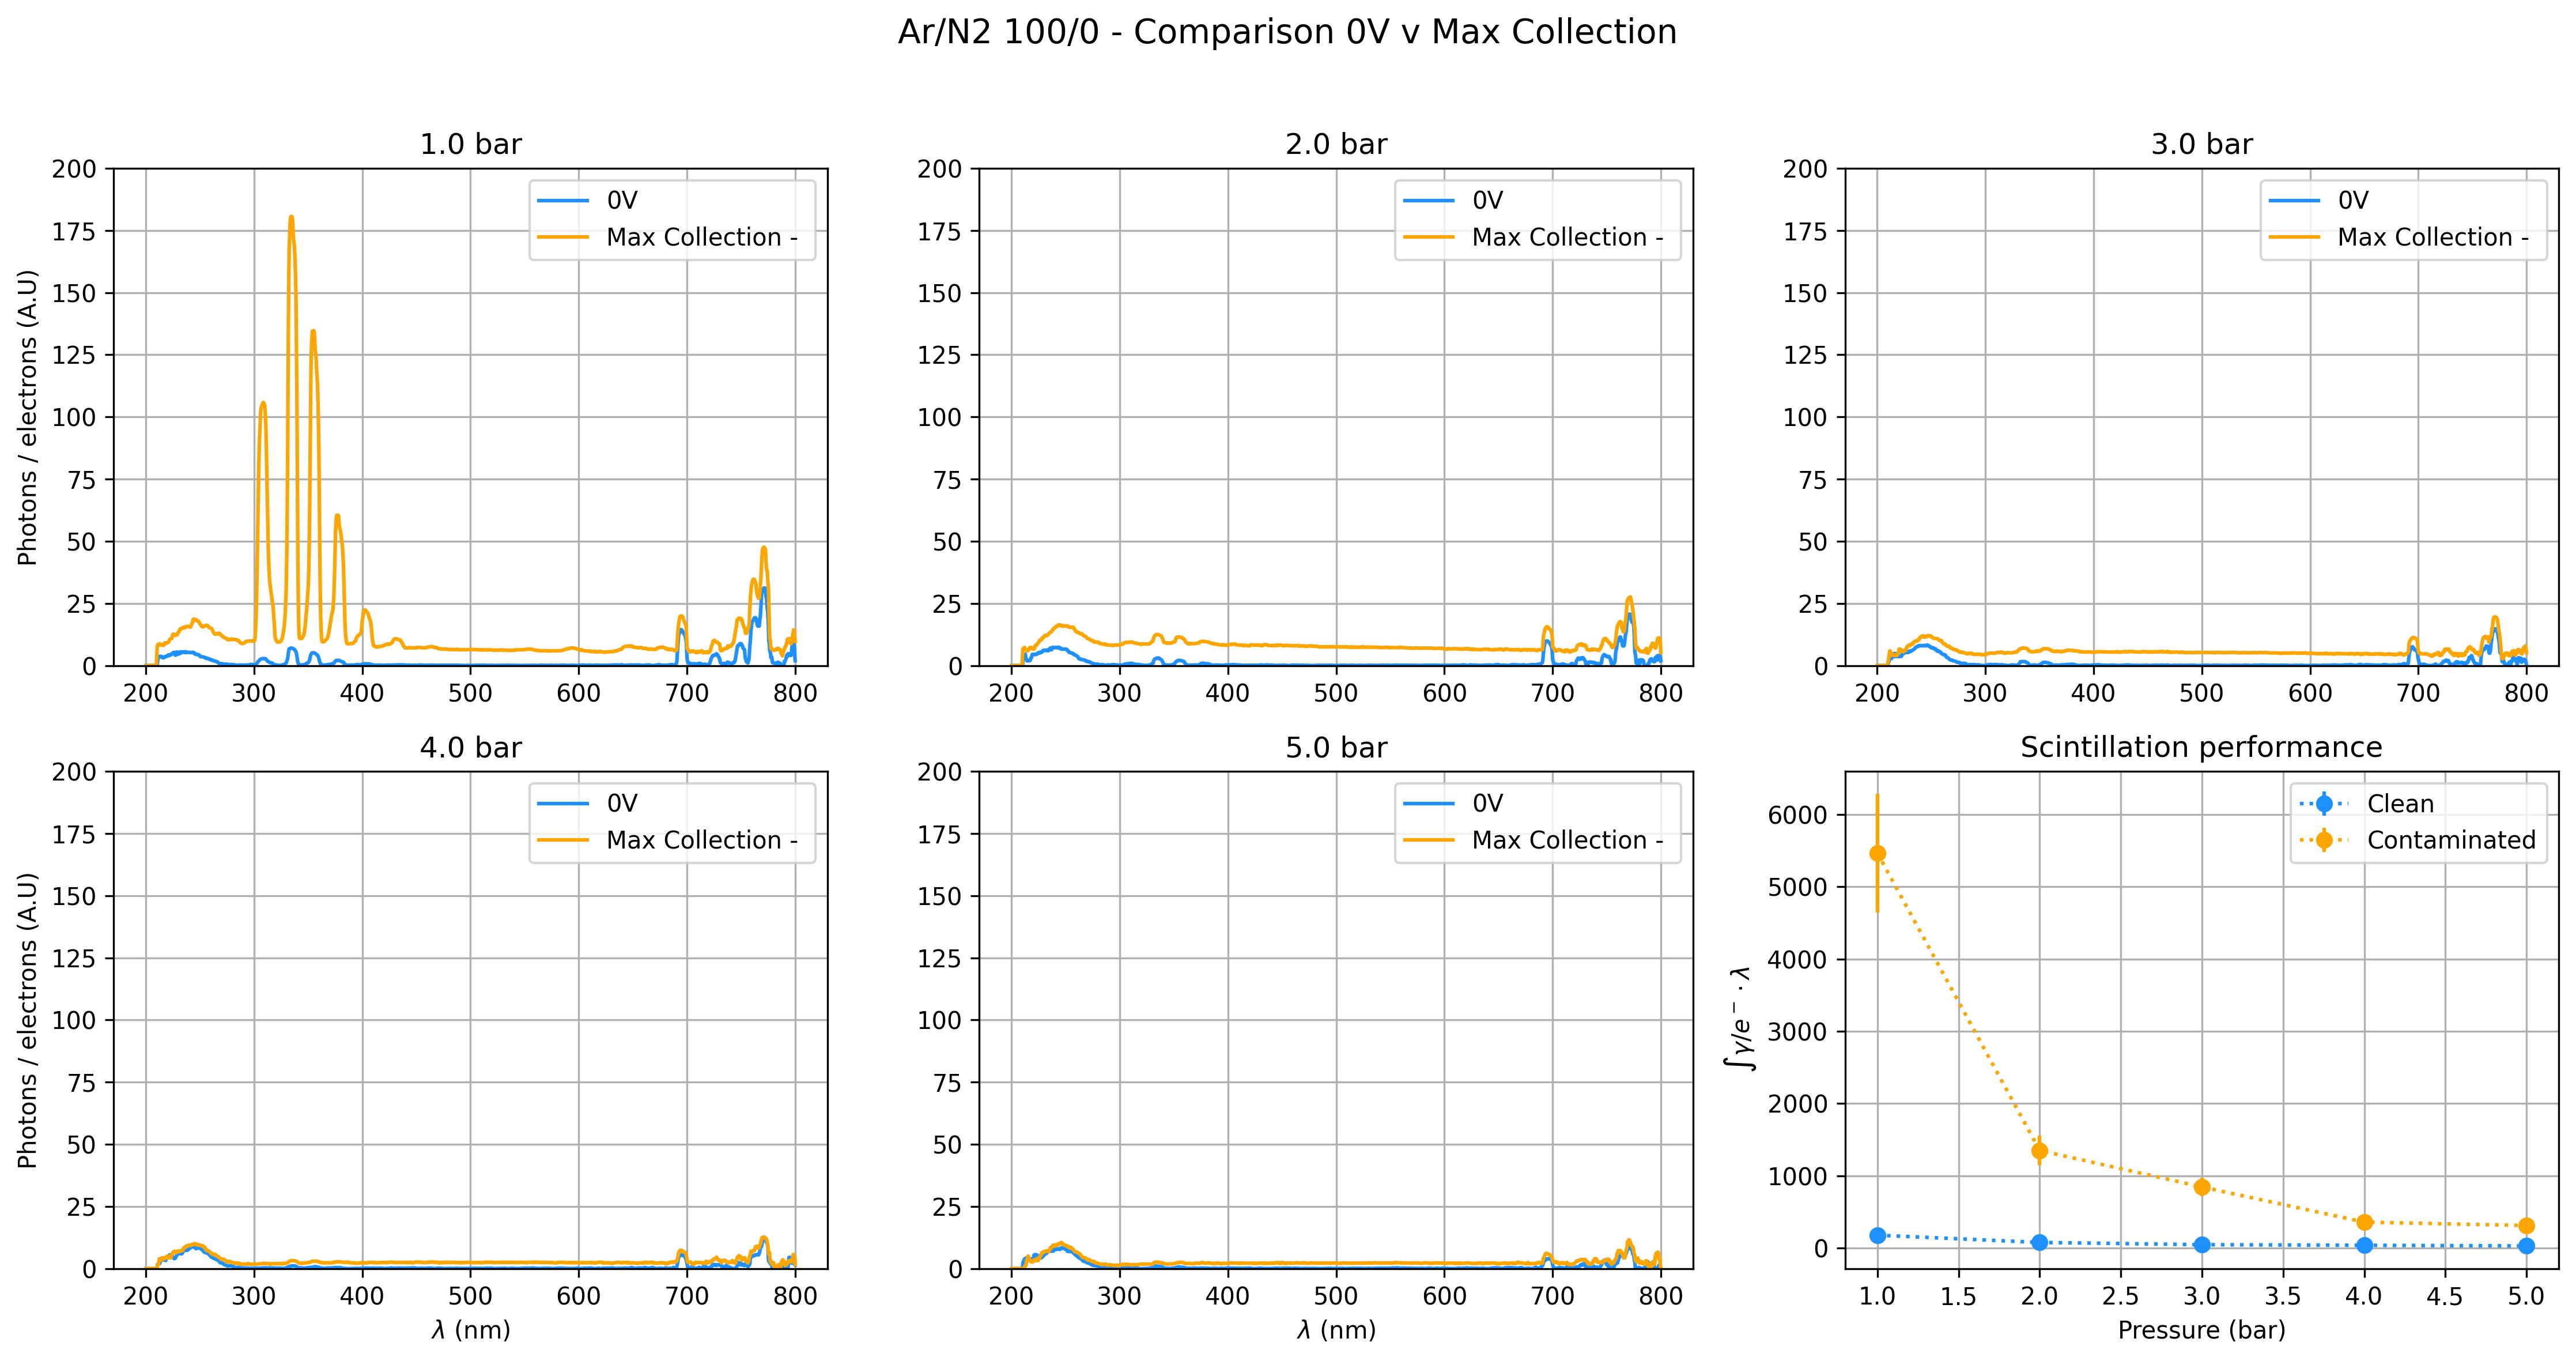 Ar/N2 100/0 - Comparison 0V v Max Collection
1.0 bar
Photons / electrons (A.U)
200
175
150
125
100
75
50
25
0
200 300 400 500 600 700 800
0V
Max Collection -
2.0 bar
200
175
150
125
100
75
50
25
0
200 300 400 500 600 700 800
0V
Max Collection -
3.0 bar
200
175
150
125
100
75
50
25
0
200 300 400 500 600 700 800
0V
Max Collection -
4.0 bar
Photons / electrons (A.U)
200
175
150
125
100
75
50
25
0
200 300 400 500 600 700 800
λ (nm)
0V
Max Collection -
5.0 bar
200
175
150
125
100
75
50
25
0
200 300 400 500 600 700 800
λ (nm)
0V
Max Collection -
Scintillation performance
∫γ/e⁻ · λ
6000
5000
4000
3000
2000
1000
0
1.0 1.5 2.0 2.5 3.0 3.5 4.0 4.5 5.0
Pressure (bar)
Clean
Contaminated